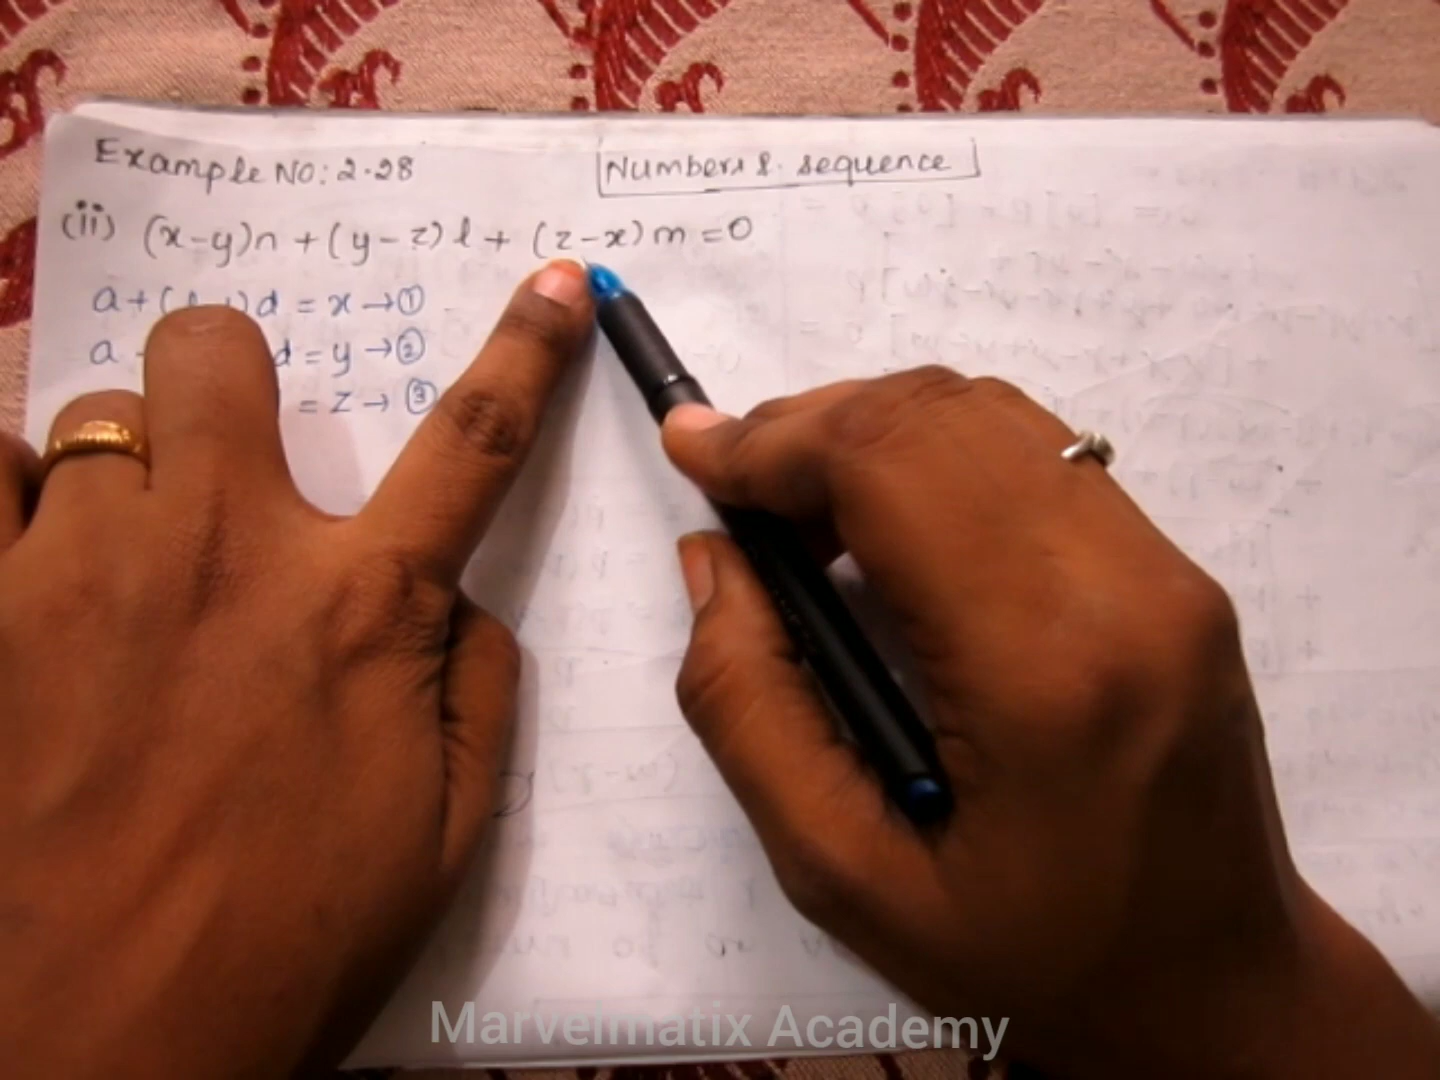 Example NO: 2.28
Numbers & sequence
(ii) (x-y)n + (y-z)l + (z-x)m = 0
a+( )d = x → ①
a d = y → ②
= z → ③
Marvelmatix Academy